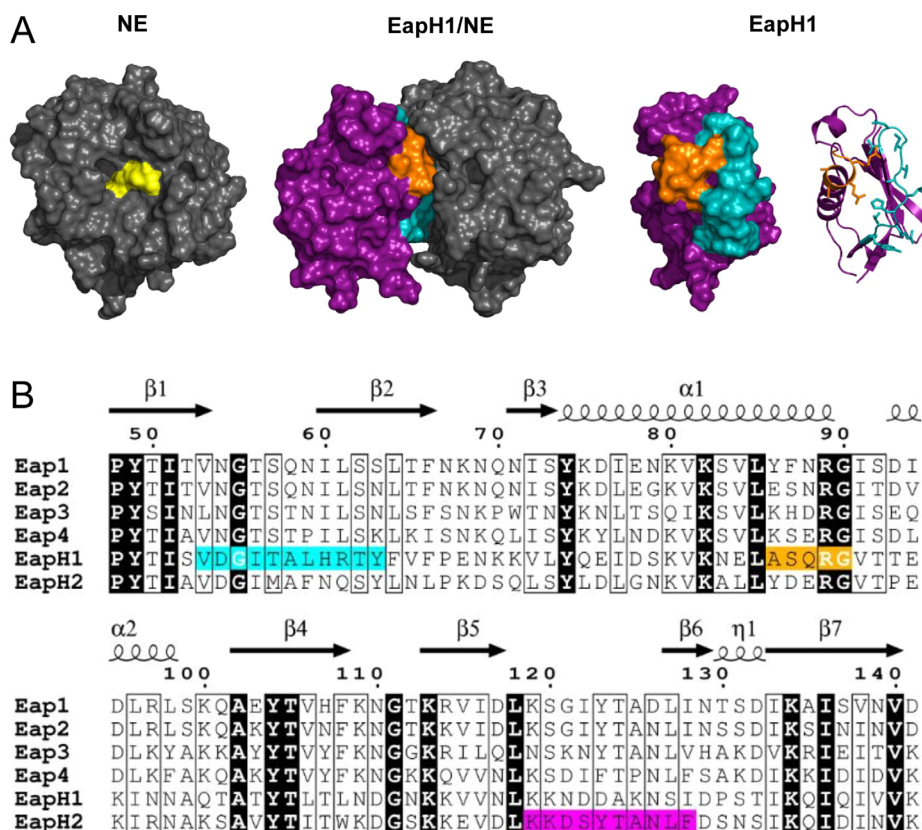 A
NE
EapH1/NE
EapH1
B
β1 β2 β3 α1
50 60 70 80 90
Eap1 PYTITVNGTSQNILSSLTFNKNQNISYKDIENKVKSVLYFNRGISDI
Eap2 PYTITVNGTSQNILSNLTFNKNQNISYKDLEGKVKSVLESNRGITDV
Eap3 PYSINLNGTSTNILSNLSFSNKPWTNYKNLTSQIKSVLKHDRGISEQ
Eap4 PYTIAVNGTSTPILSKLKISNKQLISYKYLNDKVKSVLKSERGISDL
EapH1 PYTISVDGITALHRTYFVFPENKKVLYQEIDSKVKNELASQRGVTTE
EapH2 PYTIAVDGIMAFNQSYLNLPKDSQLSYLDLGNKVKALLYDERGVTPE
α2 β4 β5 β6 η1 β7
100 110 120 130 140
Eap1 DLRLSKQAEYTVHFKNGTKRVIDLKSGIYTADLINTSDIKAISVNVD
Eap2 DLRLSKQAKYTVNFKNGTKKVIDLKSGIYTANLINSSDIKSININVD
Eap3 DLKYAKKAYYTVYFKNGGKRILQLNSKNYTANLVHAKDVKRIEITVK
Eap4 DLKFAKQAKYTVYFKNGKKQVVNLKSDIFTPNLFSAKDIKKIDIDVK
EapH1 KINNAQTATYTLTLNDGNKKVVNLKKNDDAKNSIDPSTIKQIQIVVK
EapH2 KIRNAKSAVYTITWKDGSKKEVDLKKDSYTANLFDSNSIKQIDINVK